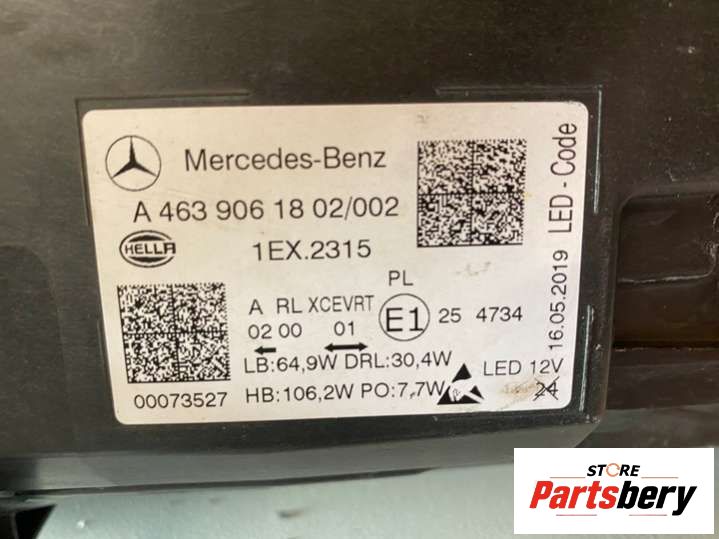 Mercedes-Benz
A 463 906 18 02/002
HELLA
1EX.2315
PL
A RL XCEVRT
02 00 01
E1
25 4734
LB:64,9W DRL:30,4W
HB:106,2W PO:7,7W
LED 12V
24
00073527
16.05.2019 LED - Code
STORE
Partsbery